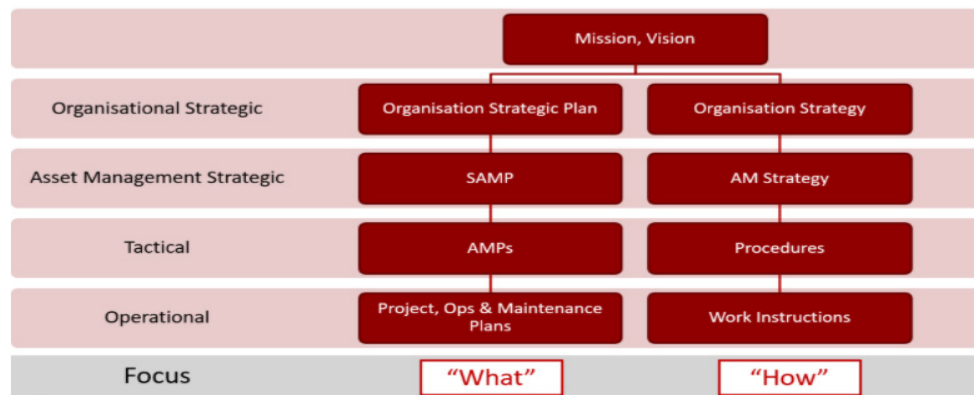 Mission, Vision
Organisational Strategic
Organisation Strategic Plan
Organisation Strategy
Asset Management Strategic
SAMP
AM Strategy
Tactical
AMPs
Procedures
Operational
Project, Ops & Maintenance
Plans
Work Instructions
Focus
“What”
“How”